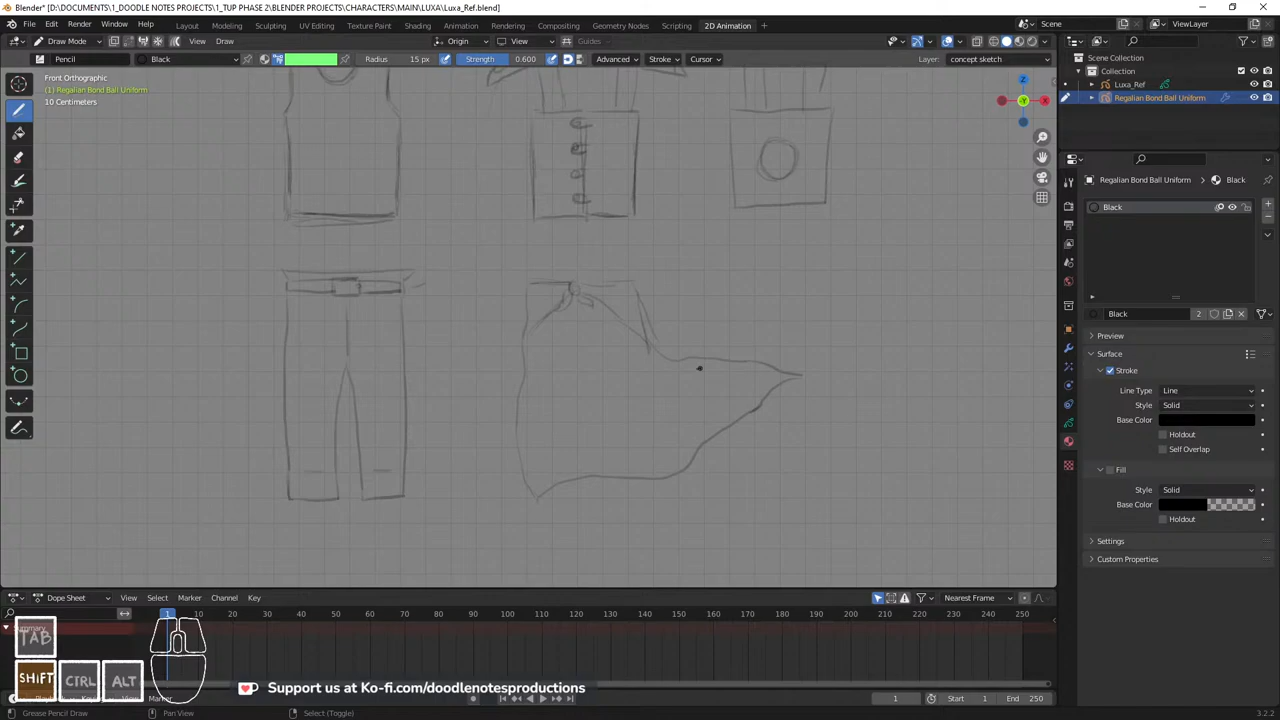 Blender* [D:\DOCUMENTS\1_DOODLE NOTES PROJECTS\1_TUP PHASE 2\BLENDER PROJECTS\CHARACTERS\MAIN\LUXA\Luxa_Ref.blend]
File Edit Render Window Help Layout Modeling Sculpting UV Editing Texture Paint Shading Animation Rendering Compositing Geometry Nodes Scripting 2D Animation Scene ViewLayer
Draw Mode View Draw Origin View Guides
Pencil Black Radius 15 px Strength 0.600 Advanced Stroke Cursor Layer: concept sketch
Front Orthographic
(1) Regalian Bond Ball Uniform
10 Centimeters
Z
Y
X
Scene Collection
Collection
Luxa_Ref
Regalian Bond Ball Uniform
Regalian Bond Ball Uniform Black
Black
Black 2
Preview
Surface
Stroke
Line Type Line
Style Solid
Base Color
Holdout
Self Overlap
Fill
Style Solid
Base Color
Holdout
Settings
Custom Properties
Dope Sheet View Select Marker Channel Key Nearest Frame
1 10 20 30 40 50 60 70 80 90 100 110 120 130 140 150 160 170 180 190 200 210 220 230 240 250
Summary
TAB
SHIFT CTRL ALT
Support us at Ko-fi.com/doodlenotesproductions
Marker 1 Start 1 End 250
Grease Pencil Draw Pan View Select (Toggle) 3.2.2